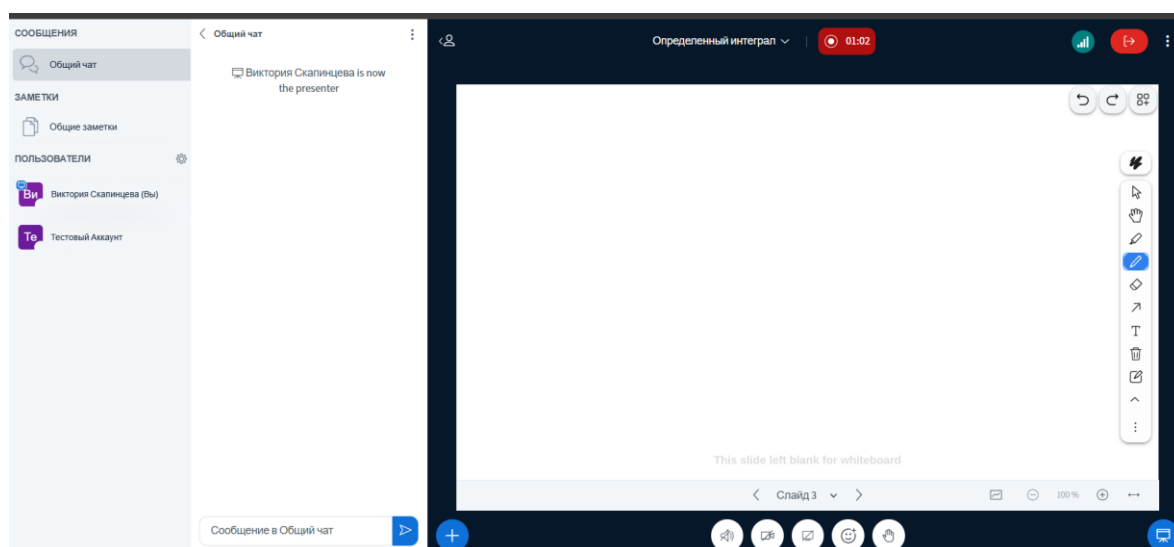 СООБЩЕНИЯ
Общий чат
ЗАМЕТКИ
Общие заметки
ПОЛЬЗОВАТЕЛИ
Ви
Виктория Скапинцева (Вы)
Те
Тестовый Аккаунт
Общий чат
Виктория Скапинцева is now
the presenter
Сообщение в Общий чат
Определенный интеграл
01:02
T
This slide left blank for whiteboard
Слайд 3
100 %